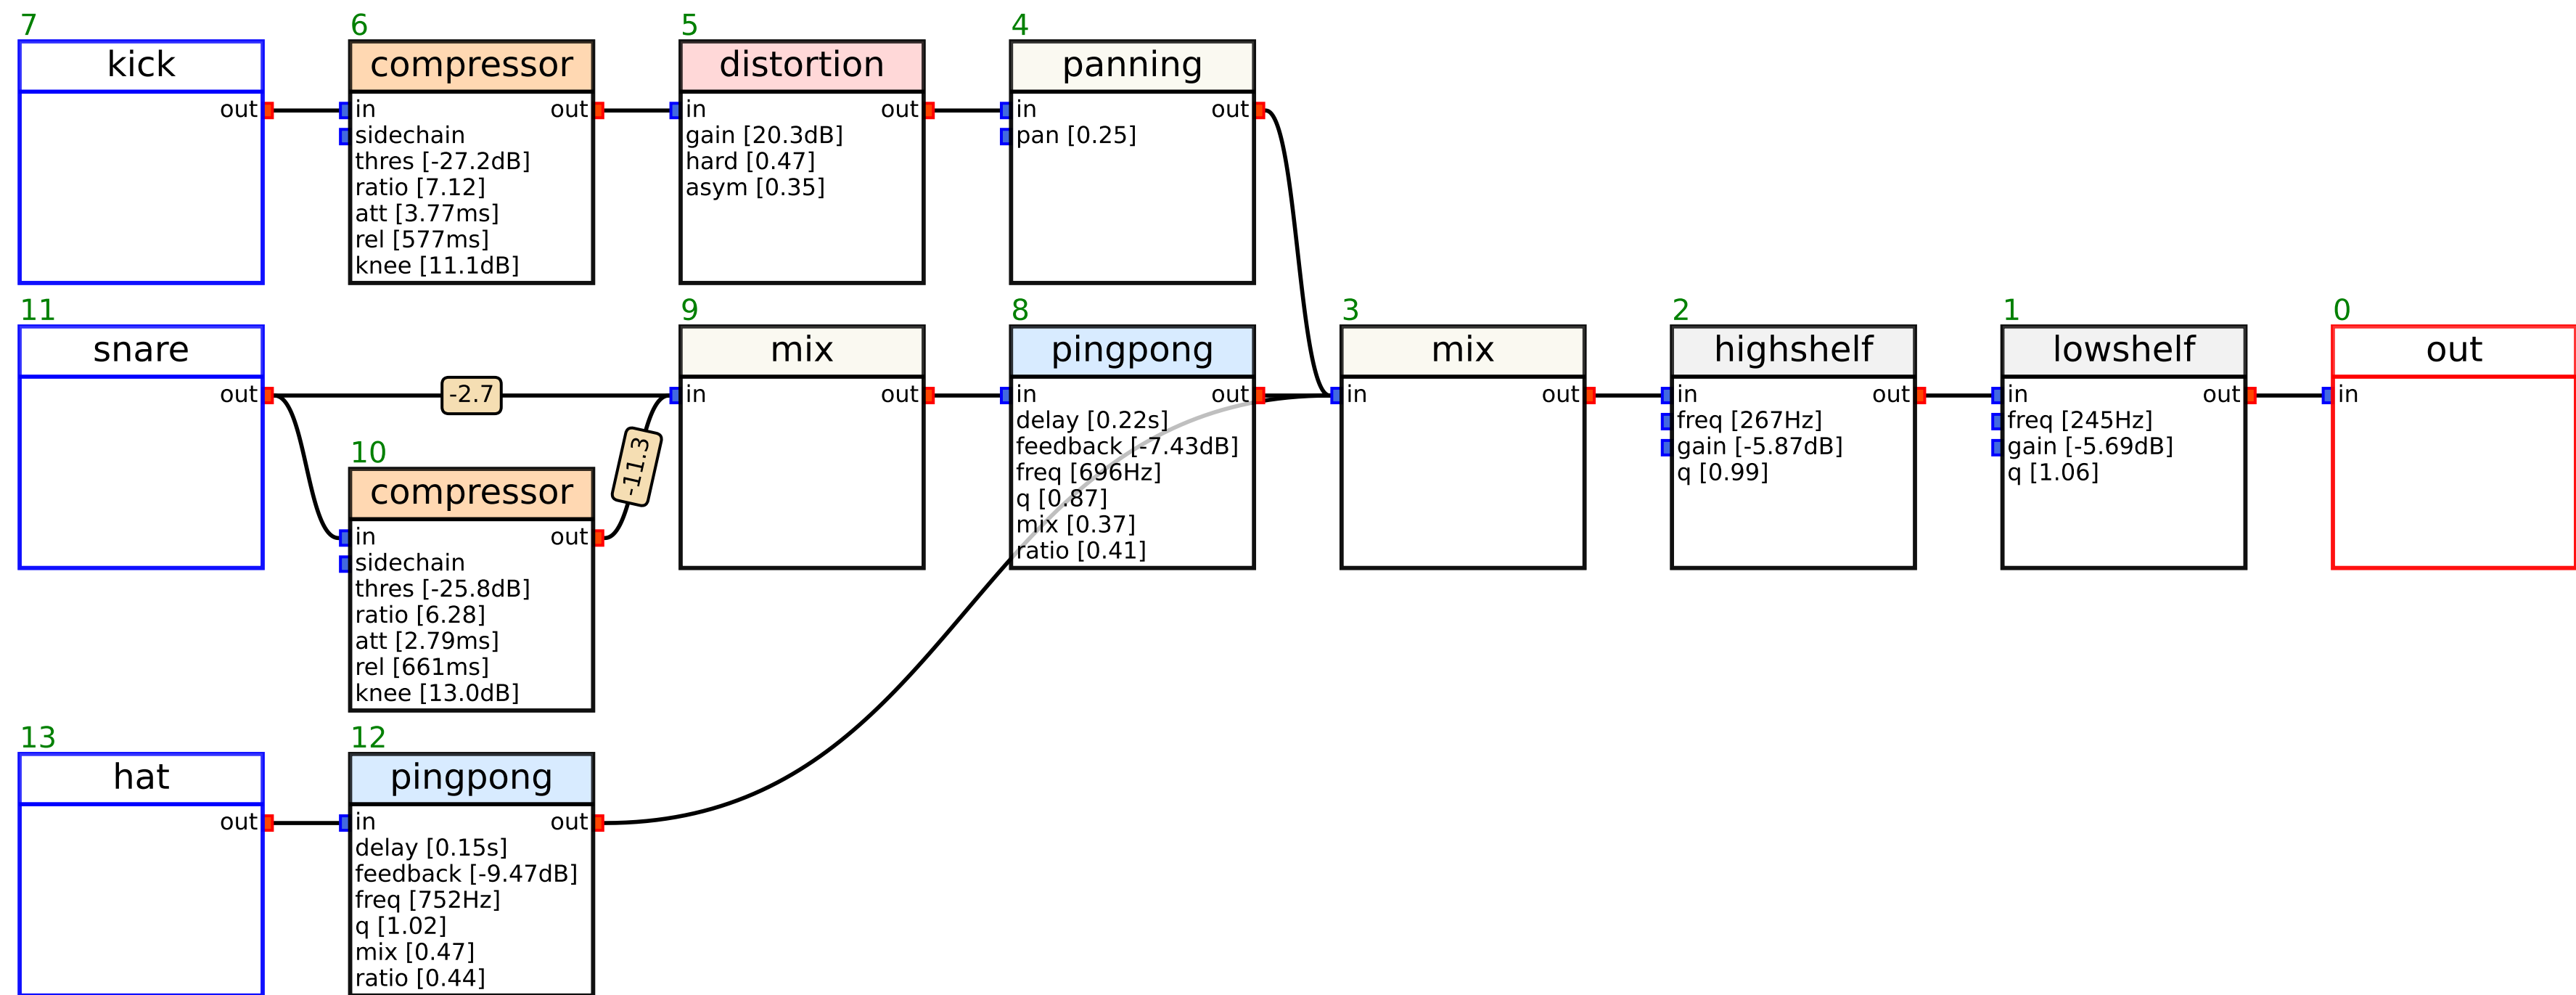 7
kick
out
6
compressor
in out
sidechain
thres [-27.2dB]
ratio [7.12]
att [3.77ms]
rel [577ms]
knee [11.1dB]
5
distortion
in out
gain [20.3dB]
hard [0.47]
asym [0.35]
4
panning
in out
pan [0.25]
11
snare
out
-2.7
10
compressor
in out
sidechain
thres [-25.8dB]
ratio [6.28]
att [2.79ms]
rel [661ms]
knee [13.0dB]
-11.3
9
mix
in out
8
pingpong
in out
delay [0.22s]
feedback [-7.43dB]
freq [696Hz]
q [0.87]
mix [0.37]
ratio [0.41]
3
mix
in out
2
highshelf
in out
freq [267Hz]
gain [-5.87dB]
q [0.99]
1
lowshelf
in out
freq [245Hz]
gain [-5.69dB]
q [1.06]
0
out
in
13
hat
out
12
pingpong
in out
delay [0.15s]
feedback [-9.47dB]
freq [752Hz]
q [1.02]
mix [0.47]
ratio [0.44]